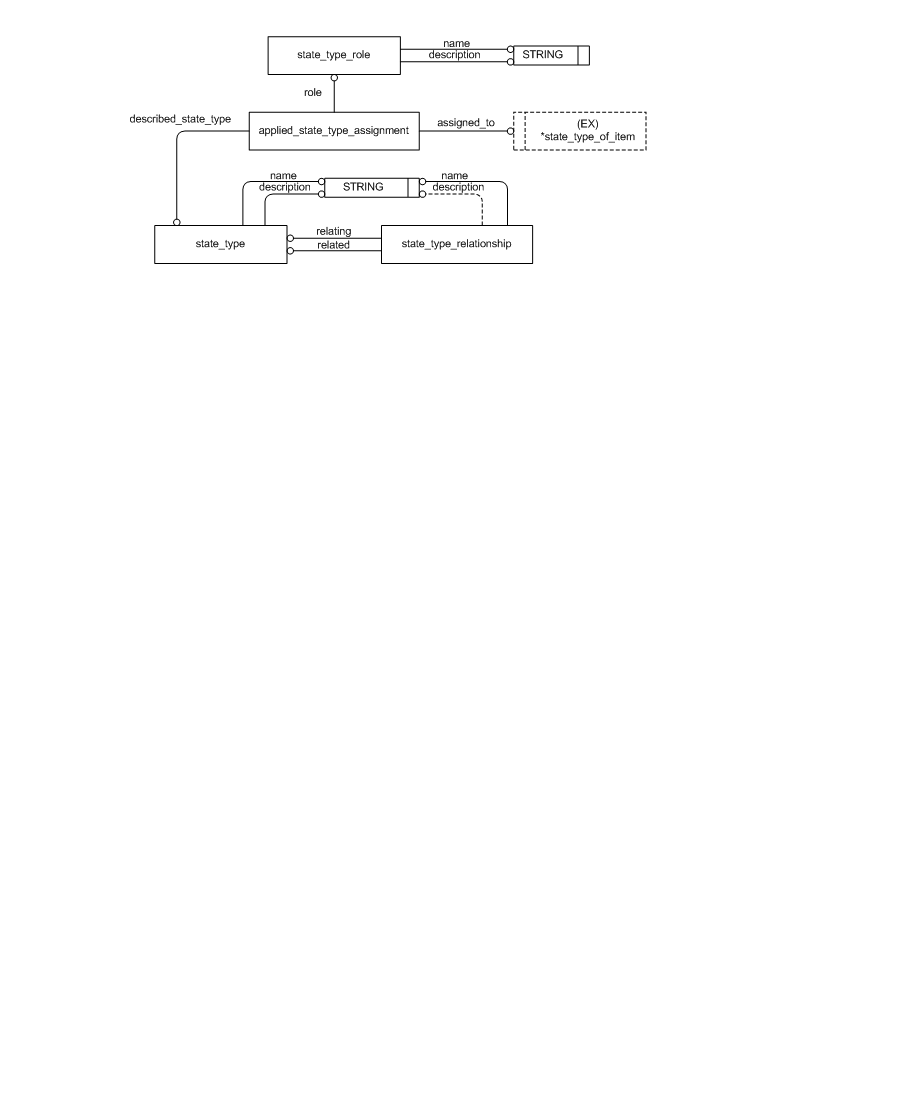 name
state_type_role
description
STRING
role
described_state_type
applied_state_type_assignment
assigned_to
(EX)
*state_type_of_item
name
description
STRING
name
description
state_type
relating
related
state_type_relationship